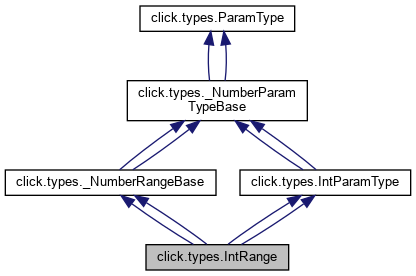 click.types.ParamType
click.types._NumberParam
TypeBase
click.types._NumberRangeBase
click.types.IntParamType
click.types.IntRange